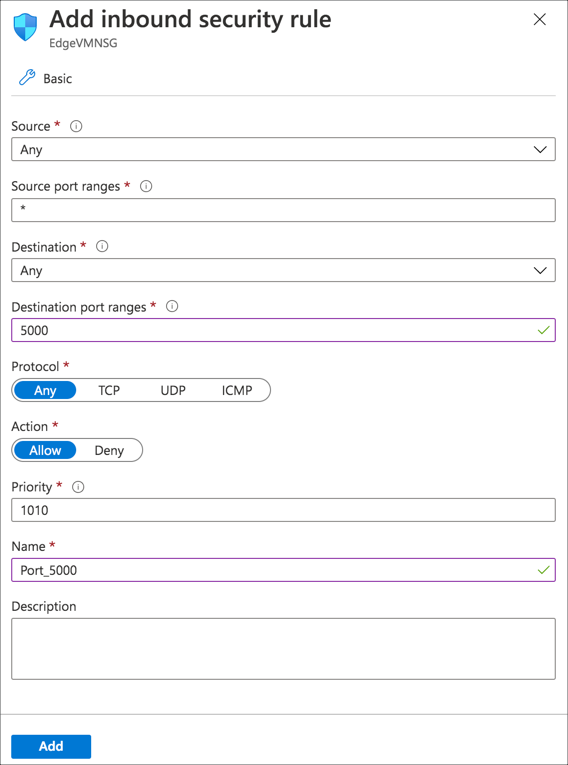 Add inbound security rule
EdgeVMNSG
Basic
Source *
Any
Source port ranges *
*
Destination *
Any
Destination port ranges *
5000
Protocol *
Any TCP UDP ICMP
Action *
Allow Deny
Priority *
1010
Name *
Port_5000
Description
Add